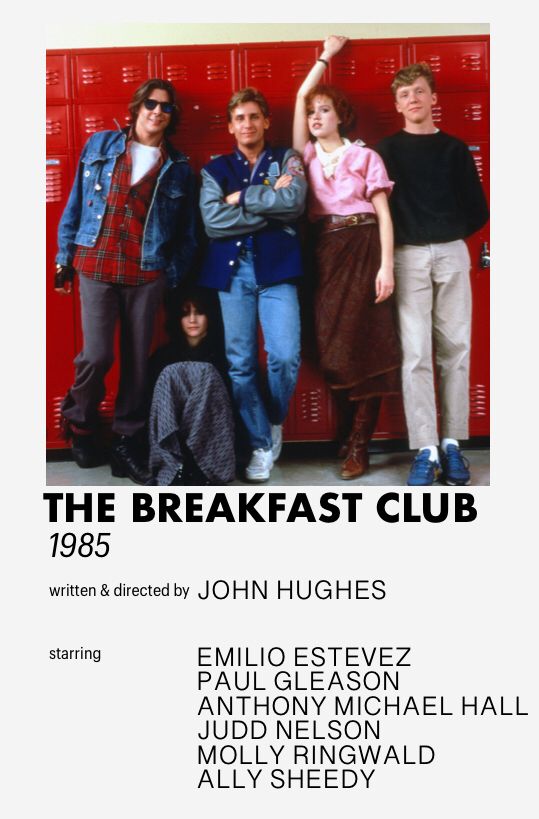 THE BREAKFAST CLUB
1985
written & directed by JOHN HUGHES
starring EMILIO ESTEVEZ
PAUL GLEASON
ANTHONY MICHAEL HALL
JUDD NELSON
MOLLY RINGWALD
ALLY SHEEDY